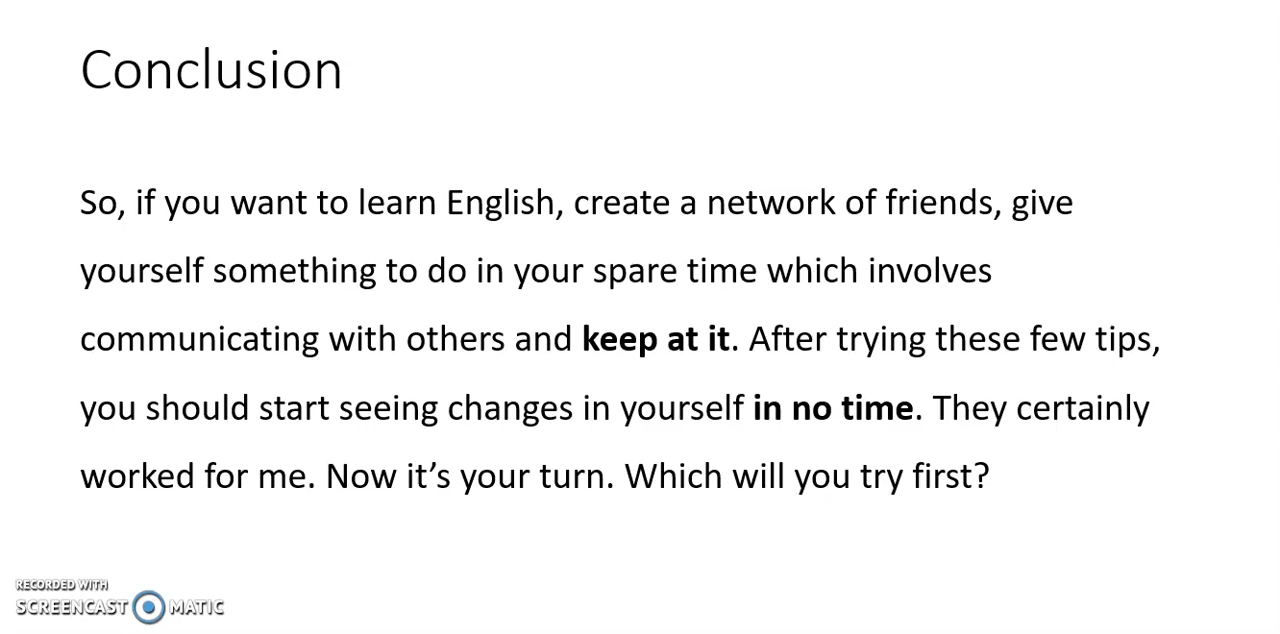 Conclusion
So, if you want to learn English, create a network of friends, give
yourself something to do in your spare time which involves
communicating with others and keep at it. After trying these few tips,
you should start seeing changes in yourself in no time. They certainly
worked for me. Now it’s your turn. Which will you try first?
RECORDED WITH
SCREENCAST MATIC